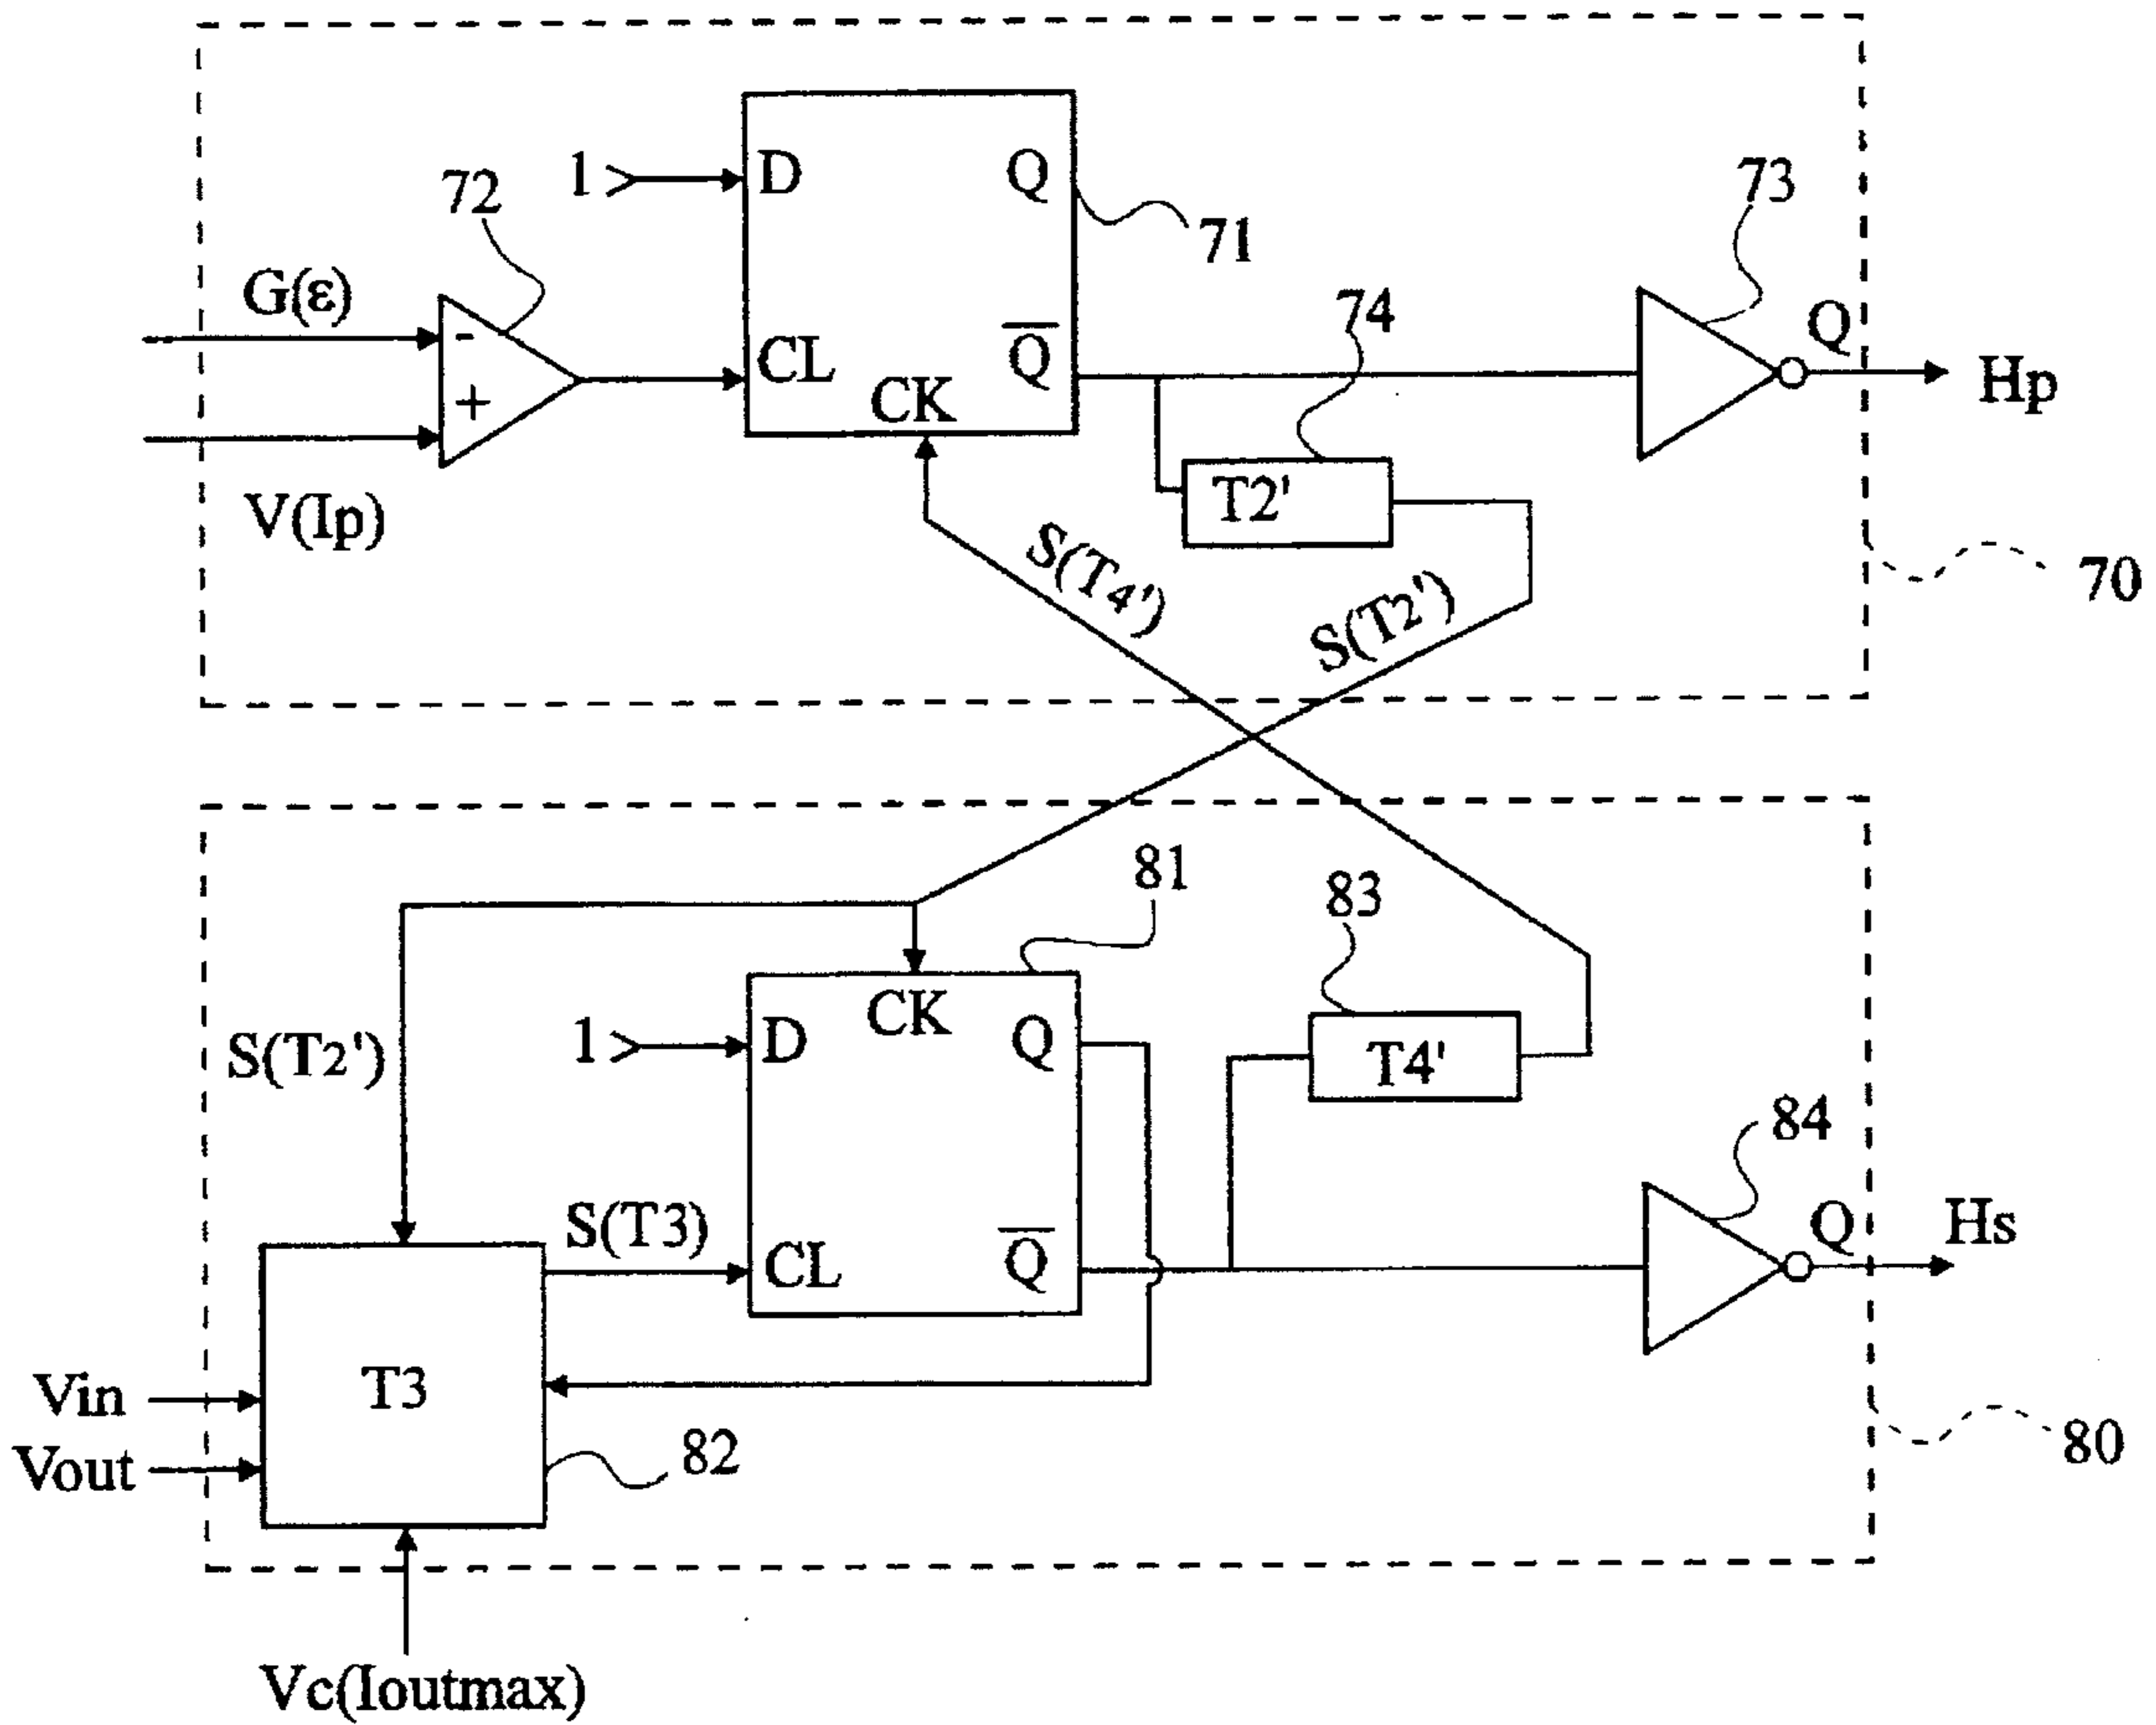 1
D
Q
71
72
73
G(ε)
-
+
V(Ip)
CL
CK
Q
74
T2'
Q
Hp
S(T4')
S(T2')
70
81
83
1
D
CK
Q
T4'
S(T2')
84
S(T3)
CL
Q
Q
Hs
Vin
Vout
T3
82
80
Vc(Ioutmax)